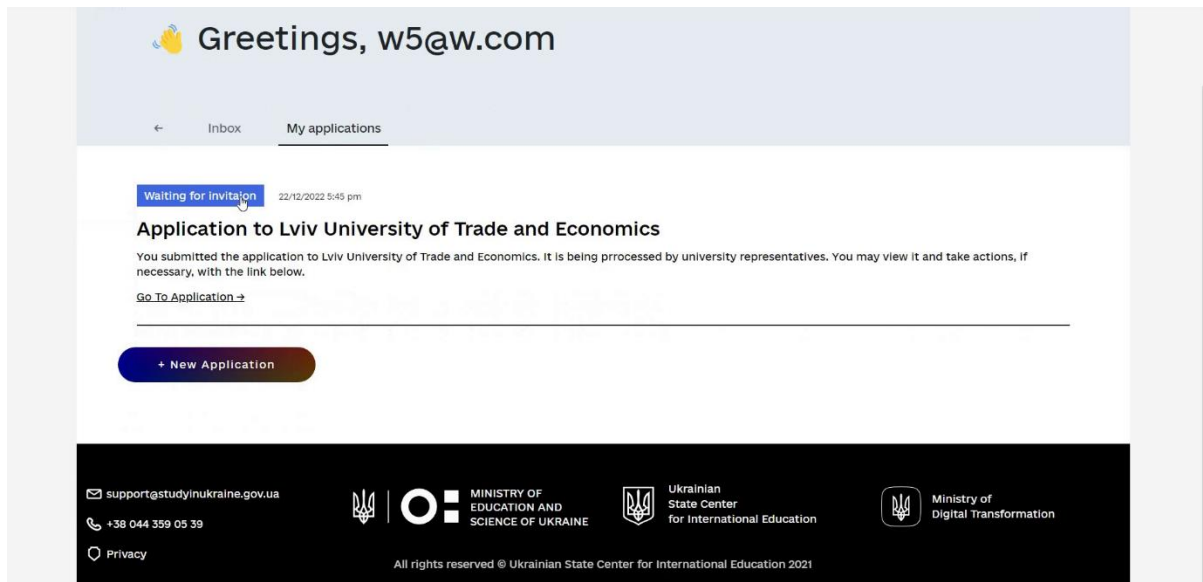 Greetings, w5@w.com
← Inbox My applications
Waiting for invitaion 22/12/2022 5:45 pm
Application to Lviv University of Trade and Economics
You submitted the application to Lviv University of Trade and Economics. It is being prrocessed by university representatives. You may view it and take actions, if
necessary, with the link below.
Go To Application →
+ New Application
support@studyinukraine.gov.ua
+38 044 359 05 39
Privacy
MINISTRY OF
EDUCATION AND
SCIENCE OF UKRAINE
Ukrainian
State Center
for International Education
Ministry of
Digital Transformation
All rights reserved © Ukrainian State Center for International Education 2021